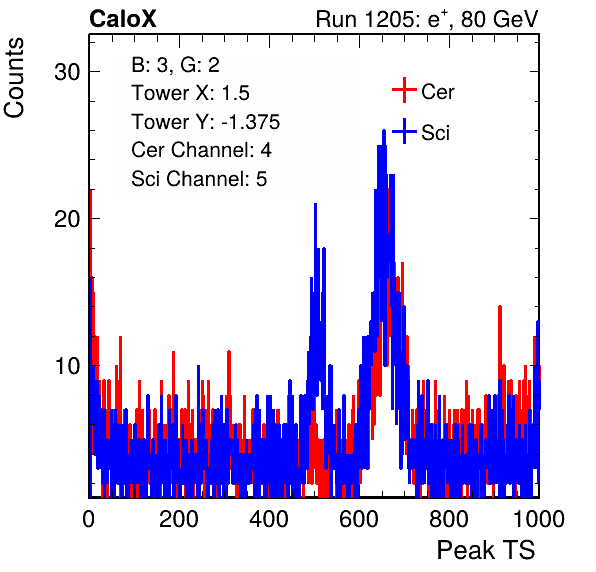 CaloX Run 1205: e⁺, 80 GeV
Counts
B: 3, G: 2
Tower X: 1.5
Tower Y: -1.375
Cer Channel: 4
Sci Channel: 5
Cer
Sci
30
20
10
0 200 400 600 800 1000
Peak TS